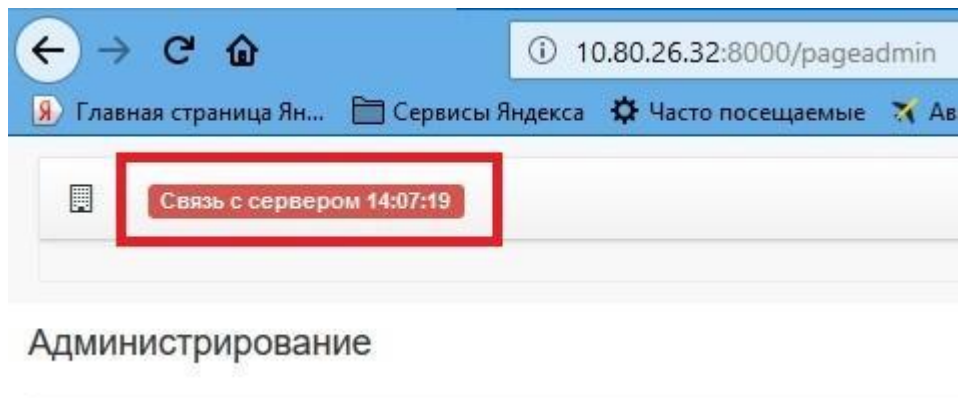 10.80.26.32:8000/pageadmin
Главная страница Ян... Сервисы Яндекса Часто посещаемые Ав
Связь с сервером 14:07:19
Администрирование